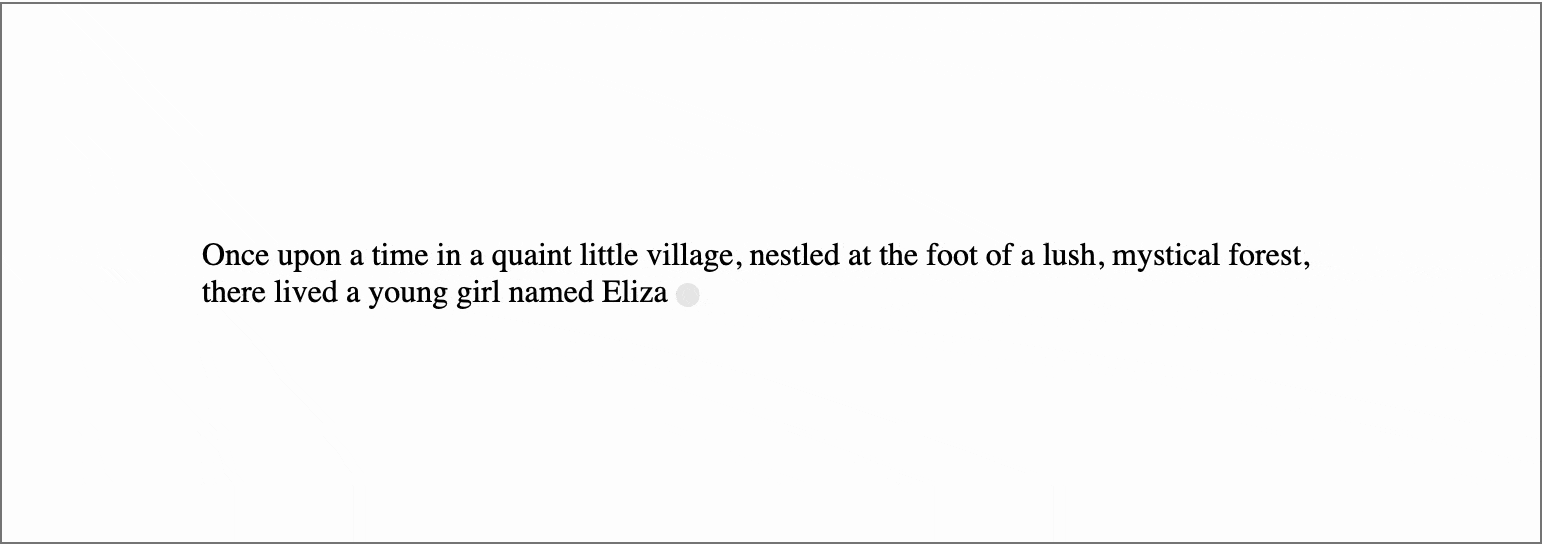 Once upon a time in a quaint little village, nestled at the foot of a lush, mystical forest,
there lived a young girl named Eliza